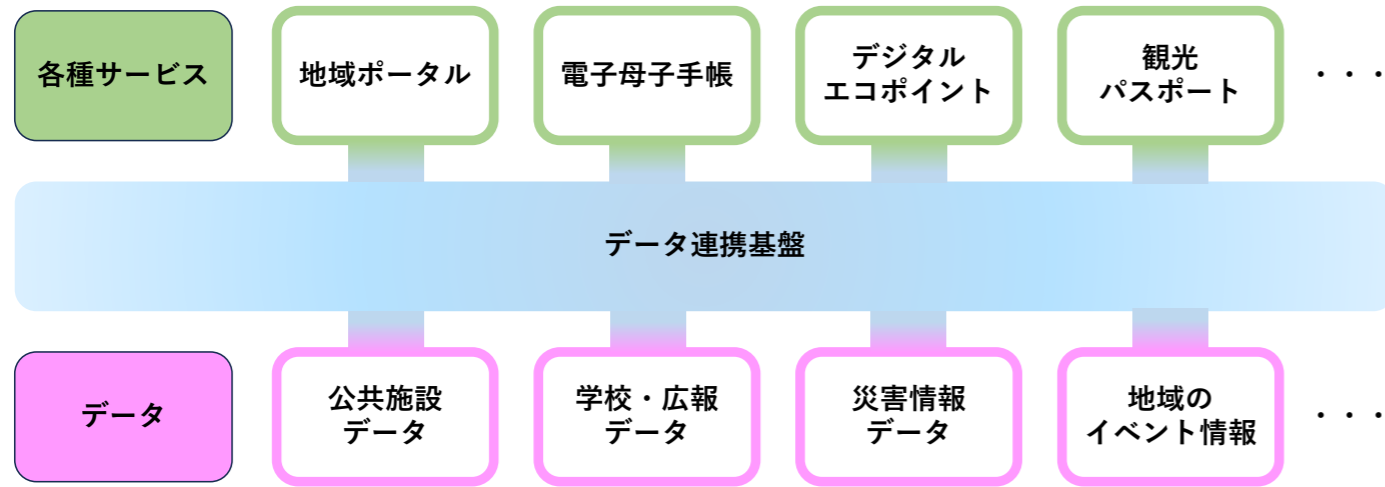 各種サービス
地域ポータル
電子母子手帳
デジタル
エコポイント
観光
パスポート
・・・
データ連携基盤
データ
公共施設
データ
学校・広報
データ
災害情報
データ
地域の
イベント情報
・・・